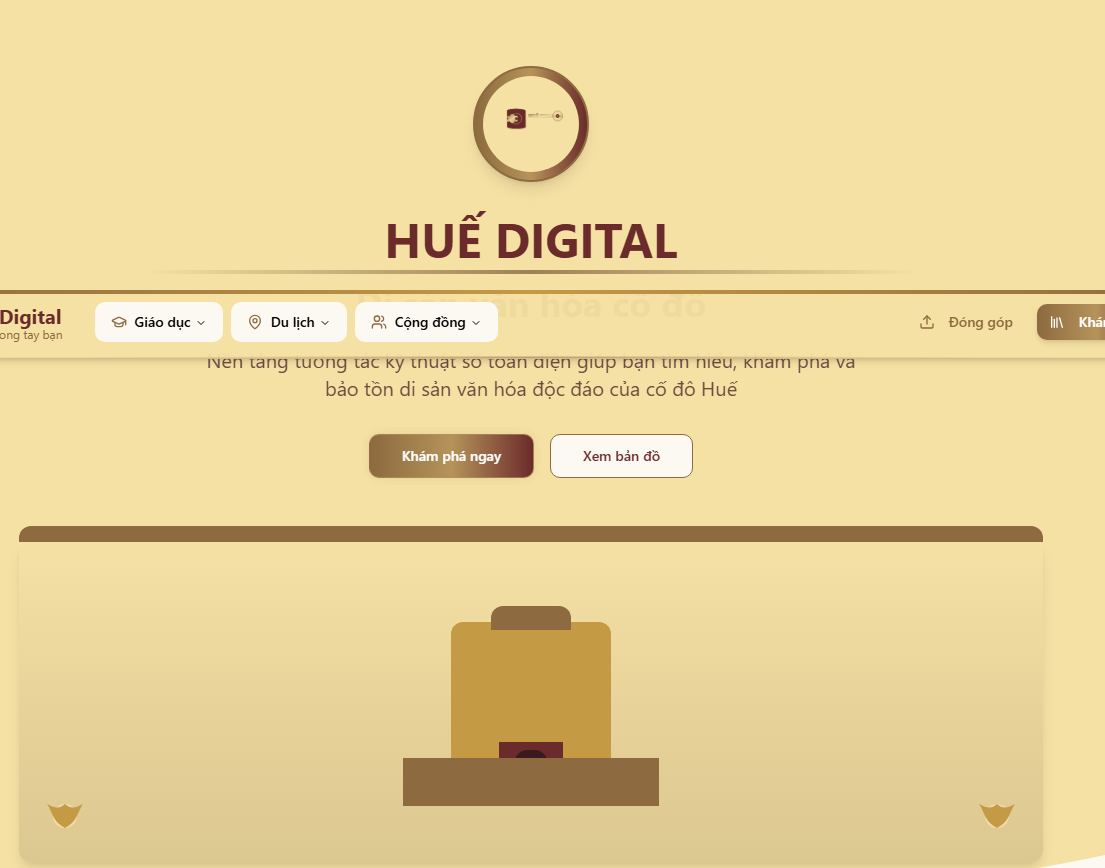 HUẾ DIGITAL
Di sản văn hóa cố đô
Digital
ong tay bạn
Giáo dục
Du lịch
Cộng đồng
Đóng góp
Khám
Nền tảng tương tác kỹ thuật số toàn diện giúp bạn tìm hiểu, khám phá và
bảo tồn di sản văn hóa độc đáo của cố đô Huế
Khám phá ngay
Xem bản đồ